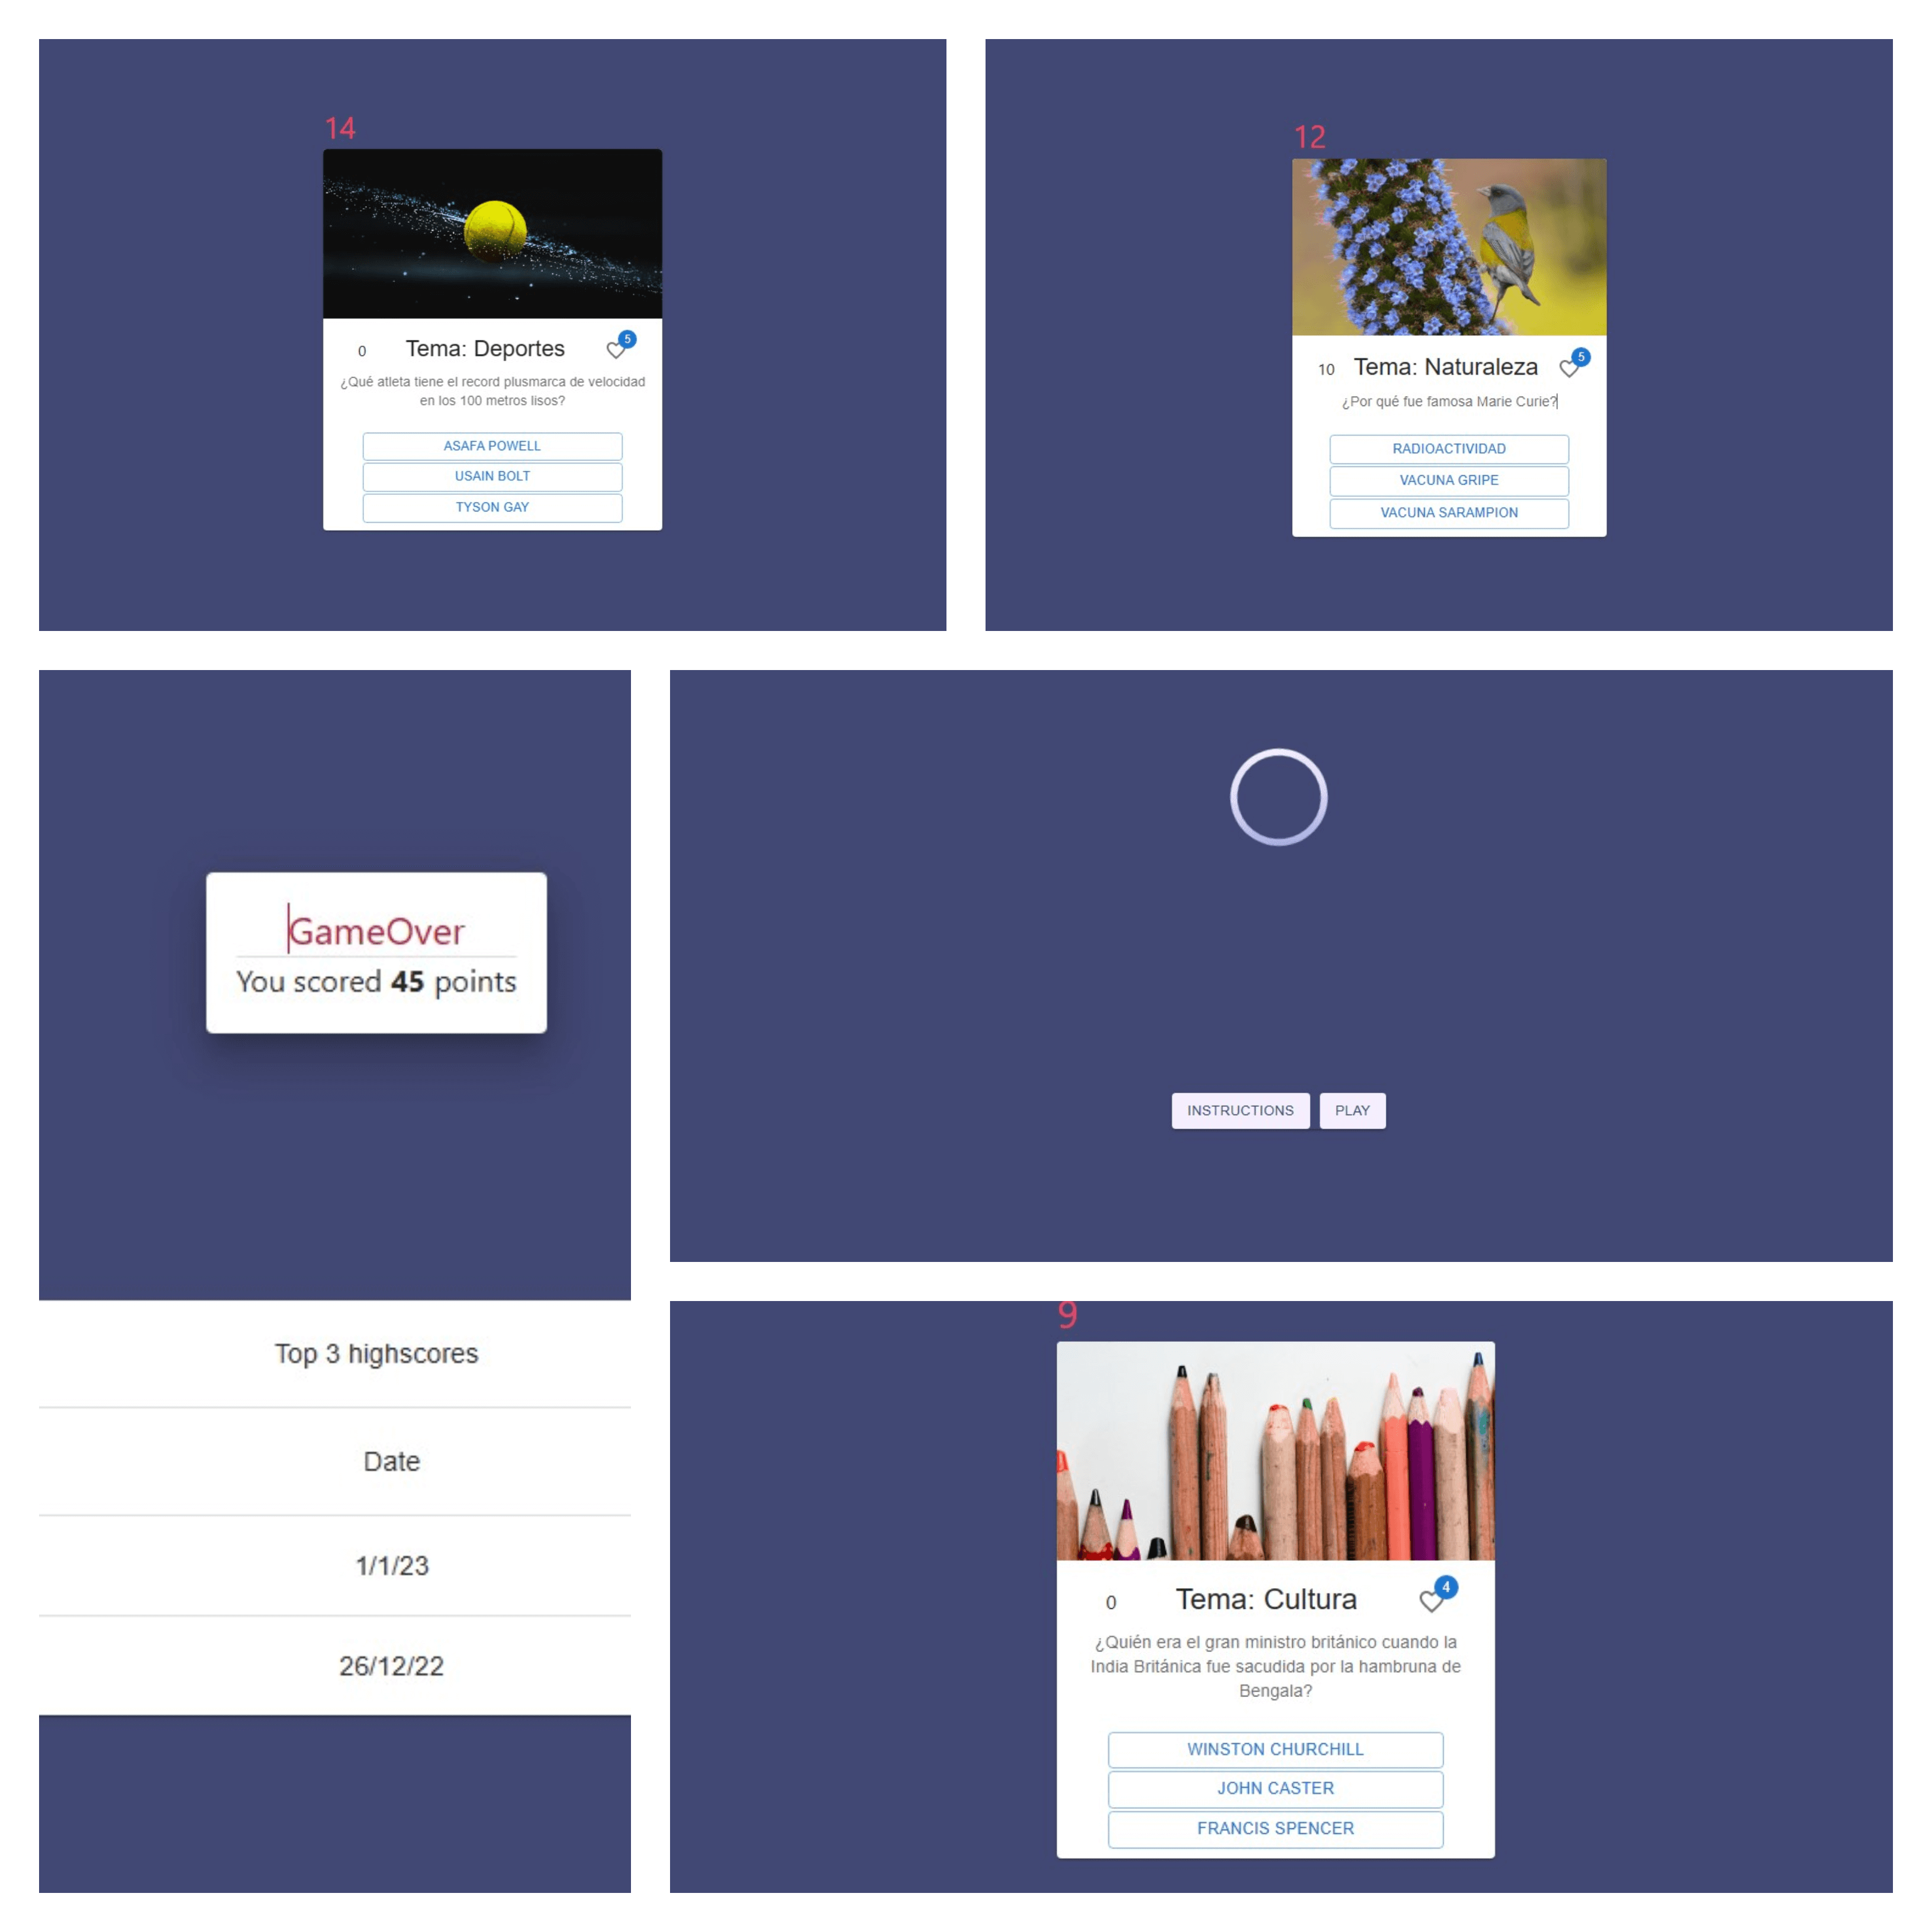 14
0
Tema: Deportes
5
¿Qué atleta tiene el record plusmarca de velocidad
en los 100 metros lisos?
ASAFA POWELL
USAIN BOLT
TYSON GAY
12
10
Tema: Naturaleza
5
¿Por qué fue famosa Marie Curie?
RADIOACTIVIDAD
VACUNA GRIPE
VACUNA SARAMPION
GameOver
You scored 45 points
INSTRUCTIONS
PLAY
Top 3 highscores
Date
1/1/23
26/12/22
9
0
Tema: Cultura
4
¿Quién era el gran ministro británico cuando la
India Británica fue sacudida por la hambruna de
Bengala?
WINSTON CHURCHILL
JOHN CASTER
FRANCIS SPENCER